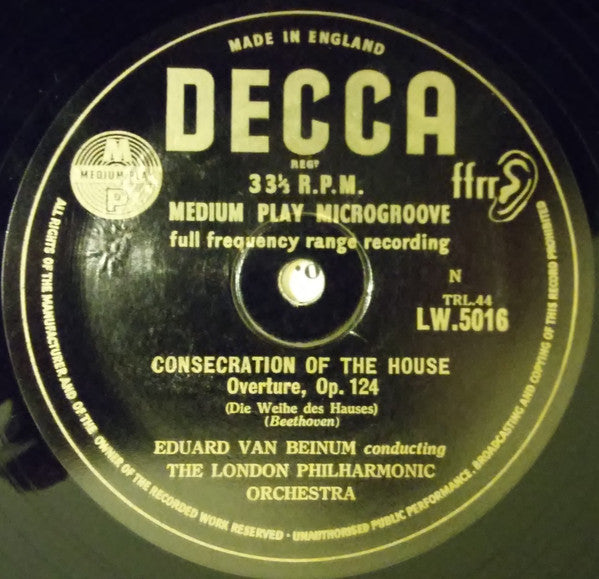 MADE IN ENGLAND
DECCA
REGD
33⅓ R.P.M.
MEDIUM PLAY MICROGROOVE
full frequency range recording
M
MEDIUM PLAY
P
ffrr
N
TRL.44
LW.5016
CONSECRATION OF THE HOUSE
Overture, Op. 124
(Die Weihe des Hauses)
(Beethoven)
EDUARD VAN BEINUM conducting
THE LONDON PHILHARMONIC
ORCHESTRA
ALL RIGHTS OF THE MANUFACTURER AND OF THE OWNER OF THE RECORDED WORK RESERVED · UNAUTHORISED PUBLIC PERFORMANCE, BROADCASTING AND COPYING OF THIS RECORD PROHIBITED